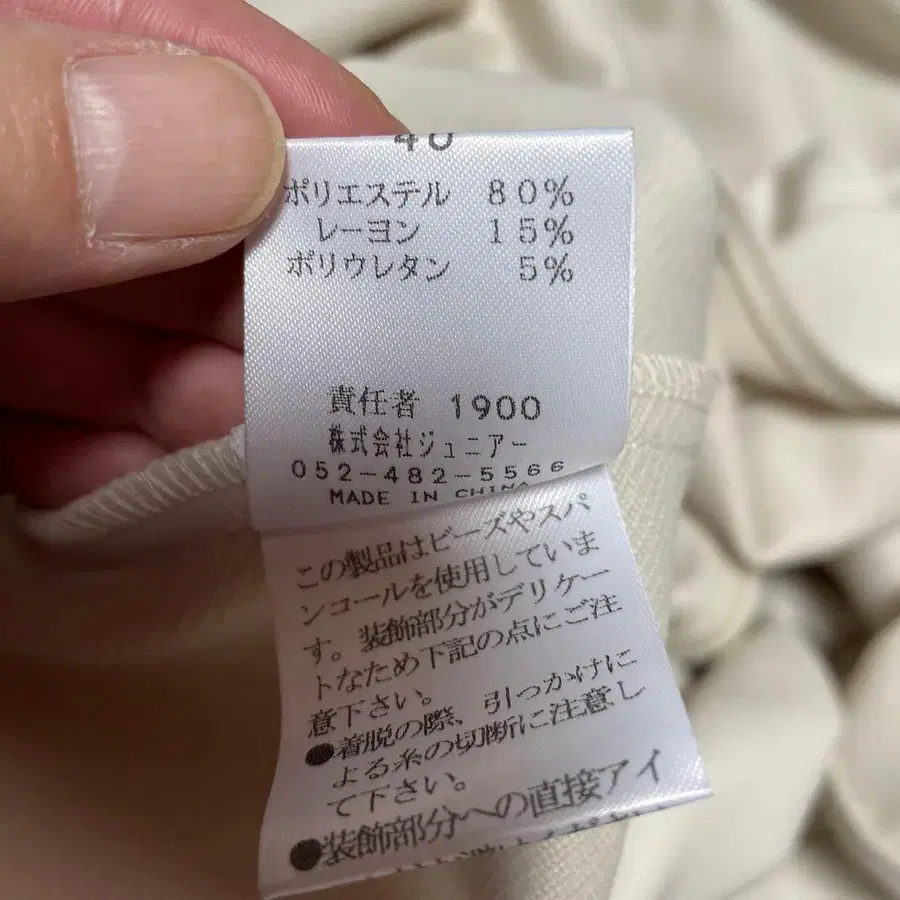 40
ポリエステル 80%
レーヨン 15%
ポリウレタン 5%
責任者 1900
株式会社ジュニアー
052-482-5566
MADE IN CHINA
この製品はビーズやスパ
ンコールを使用していま
す。装飾部分がデリケー
トなため下記の点にご注
意下さい。
●着脱の際、引っかけに
よる糸の切断に注意し
て下さい。
●装飾部分への直接アイ